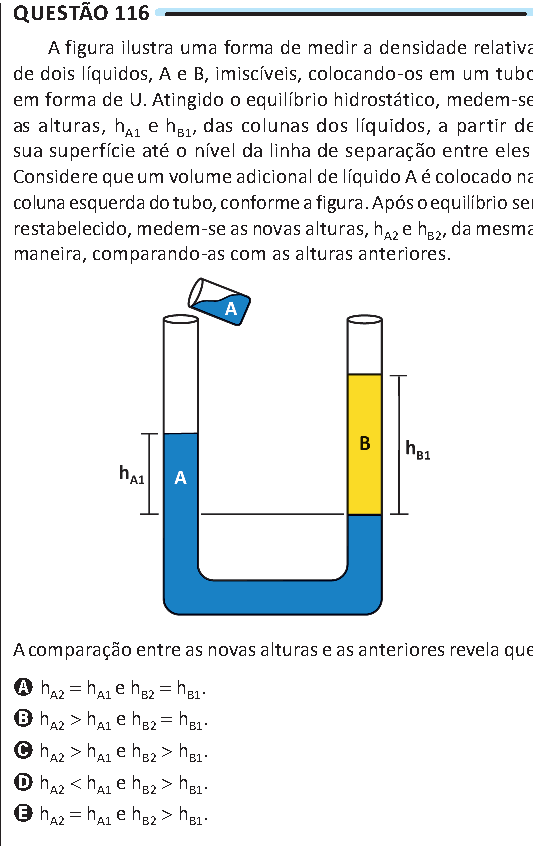 QUESTÃO 116
A figura ilustra uma forma de medir a densidade relativa
de dois líquidos, A e B, imiscíveis, colocando-os em um tubo
em forma de U. Atingido o equilíbrio hidrostático, medem-se
as alturas, hA1 e hB1, das colunas dos líquidos, a partir de
sua superfície até o nível da linha de separação entre eles.
Considere que um volume adicional de líquido A é colocado na
coluna esquerda do tubo, conforme a figura. Após o equilíbrio ser
restabelecido, medem-se as novas alturas, hA2 e hB2, da mesma
maneira, comparando-as com as alturas anteriores.
A
B
hB1
hA1
A
A comparação entre as novas alturas e as anteriores revela que
A hA2 = hA1 e hB2 = hB1.
B hA2 > hA1 e hB2 = hB1.
C hA2 > hA1 e hB2 > hB1.
D hA2 < hA1 e hB2 > hB1.
E hA2 = hA1 e hB2 > hB1.